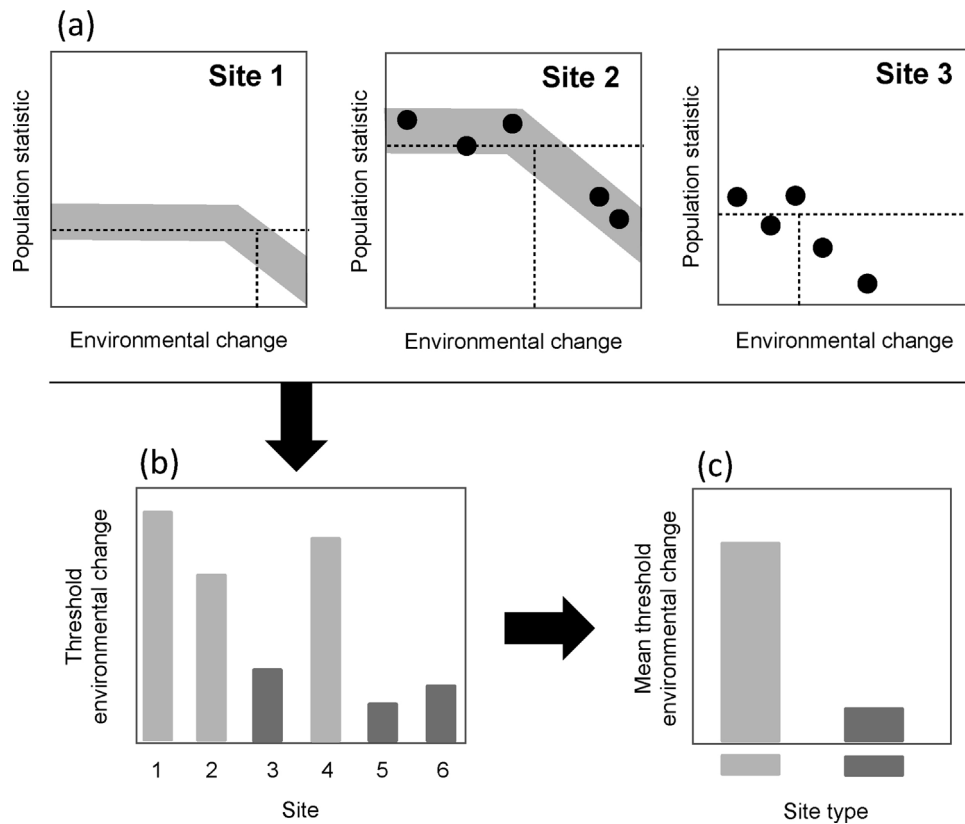 (a)
Site 1
Site 2
Site 3
Population statistic
Population statistic
Population statistic
Environmental change
Environmental change
Environmental change
(b)
(c)
Threshold
environmental change
Mean threshold
environmental change
1 2 3 4 5 6
Site
Site type